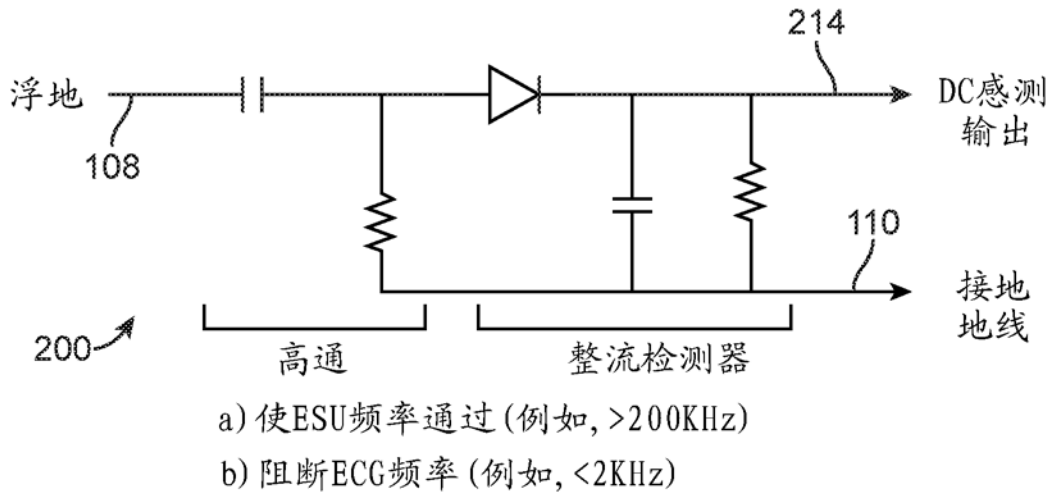 214
浮地
DC感测
输出
108
110
接地
地线
200
高通
整流检测器
a)使ESU频率通过(例如,>200KHz)
b)阻断ECG频率(例如,<2KHz)